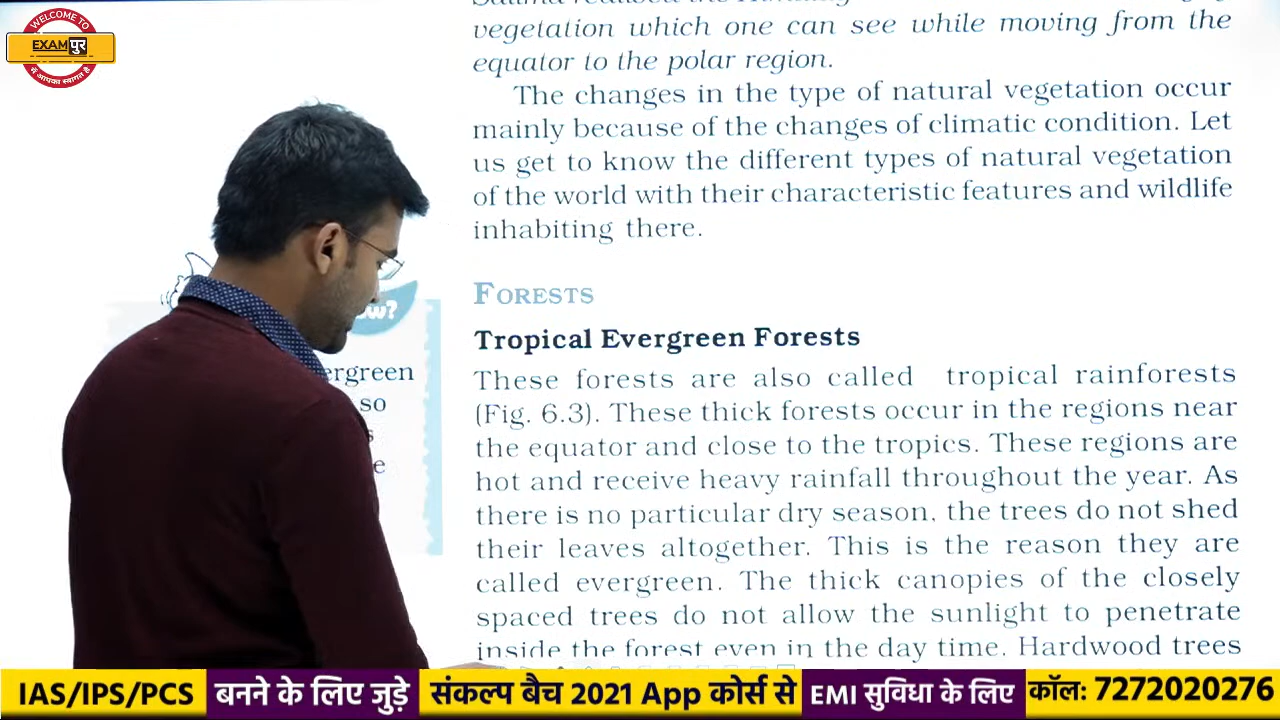 WELCOME TO
EXAMपुर
में आपका स्वागत है
vegetation which one can see while moving from the
equator to the polar region.
The changes in the type of natural vegetation occur
mainly because of the changes of climatic condition. Let
us get to know the different types of natural vegetation
of the world with their characteristic features and wildlife
inhabiting there.
FORESTS
Tropical Evergreen Forests
These forests are also called tropical rainforests
(Fig. 6.3). These thick forests occur in the regions near
the equator and close to the tropics. These regions are
hot and receive heavy rainfall throughout the year. As
there is no particular dry season, the trees do not shed
their leaves altogether. This is the reason they are
called evergreen. The thick canopies of the closely
spaced trees do not allow the sunlight to penetrate
inside the forest even in the day time. Hardwood trees
so
IAS/IPS/PCS बनने के लिए जुड़े संकल्प बैच 2021 App कोर्स से EMI सुविधा के लिए कॉल: 7272020276